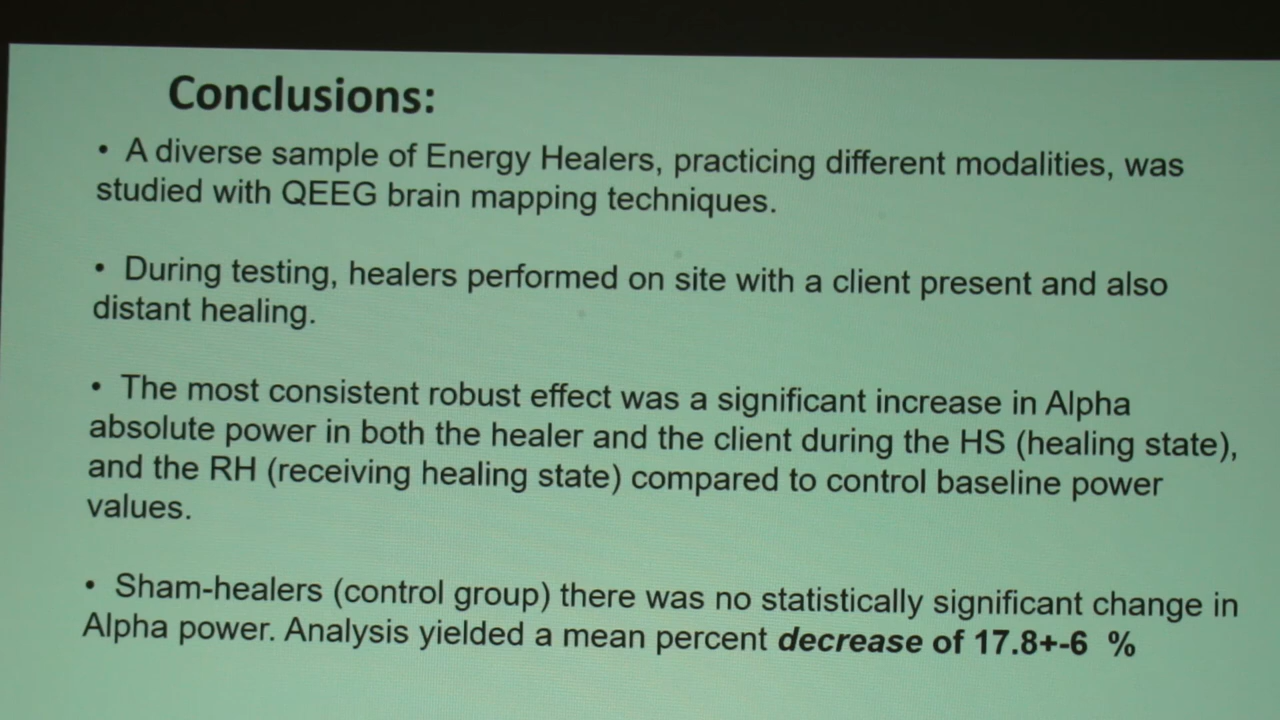 Conclusions:
• A diverse sample of Energy Healers, practicing different modalities, was
studied with QEEG brain mapping techniques.
• During testing, healers performed on site with a client present and also
distant healing.
• The most consistent robust effect was a significant increase in Alpha
absolute power in both the healer and the client during the HS (healing state),
and the RH (receiving healing state) compared to control baseline power
values.
• Sham-healers (control group) there was no statistically significant change in
Alpha power. Analysis yielded a mean percent decrease of 17.8+-6 %